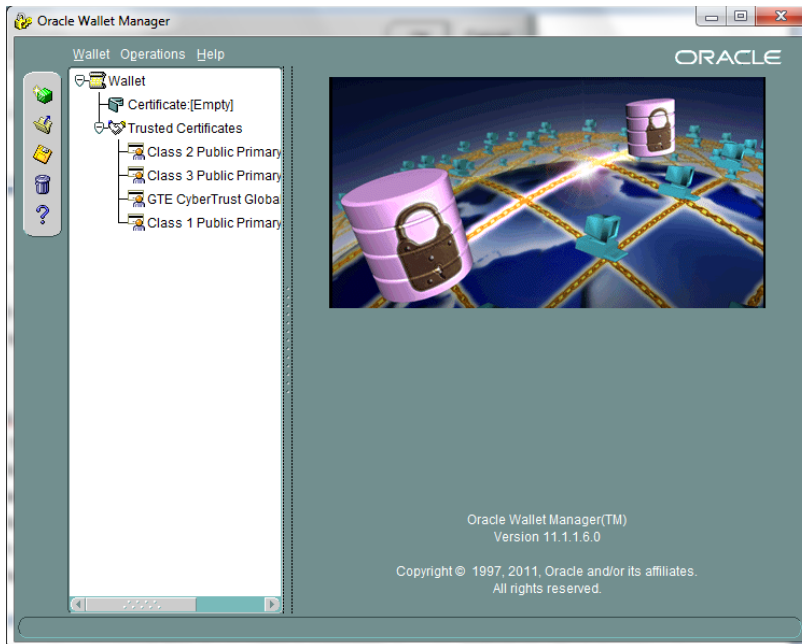 Oracle Wallet Manager
Wallet Operations Help
ORACLE
Wallet
Certificate:[Empty]
Trusted Certificates
Class 2 Public Primary
Class 3 Public Primary
GTE CyberTrust Global
Class 1 Public Primary
Oracle Wallet Manager(TM)
Version 11.1.1.6.0
Copyright © 1997, 2011, Oracle and/or its affiliates.
All rights reserved.